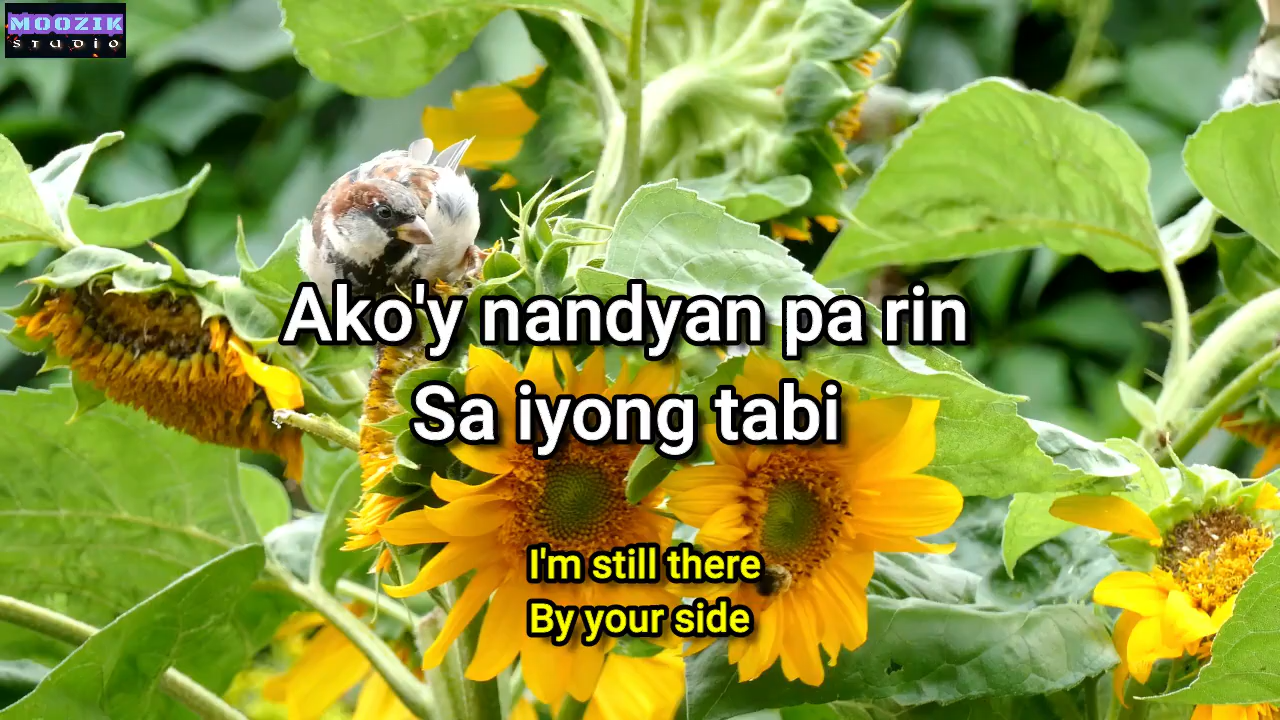 MOOZIK
STUDIO
Ako'y nandyan pa rin
Sa iyong tabi
I'm still there
By your side